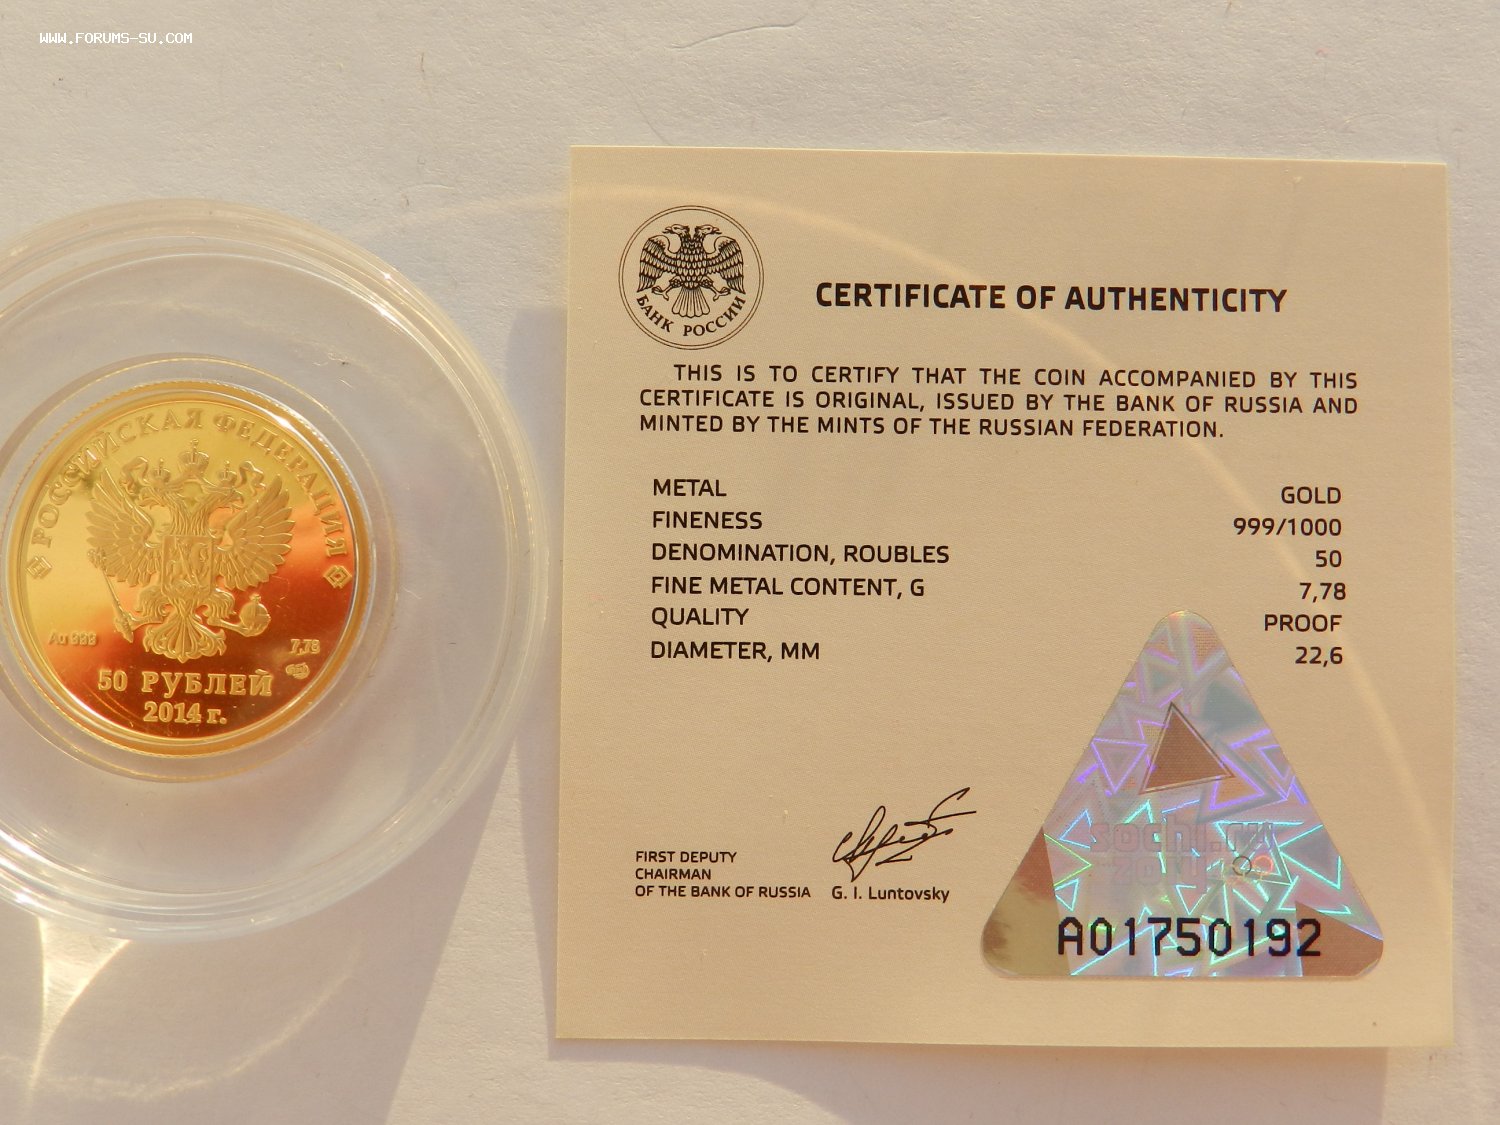 WWW.FORUMS-SU.COM
РОССИЙСКАЯ ФЕДЕРАЦИЯ
Au 999
7,78
50 РУБЛЕЙ
2014 г.
БАНК РОССИИ
CERTIFICATE OF AUTHENTICITY
THIS IS TO CERTIFY THAT THE COIN ACCOMPANIED BY THIS
CERTIFICATE IS ORIGINAL, ISSUED BY THE BANK OF RUSSIA AND
MINTED BY THE MINTS OF THE RUSSIAN FEDERATION.
METAL GOLD
FINENESS 999/1000
DENOMINATION, ROUBLES 50
FINE METAL CONTENT, G 7,78
QUALITY PROOF
DIAMETER, MM 22,6
FIRST DEPUTY
CHAIRMAN
OF THE BANK OF RUSSIA G. I. Luntovsky
sochi.ru
2014
A01750192